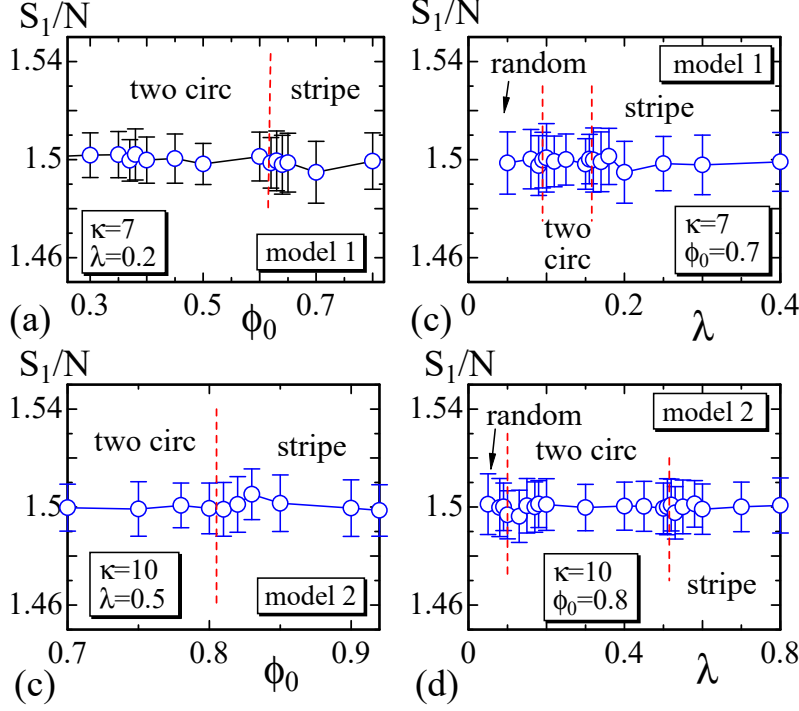 S₁/N
1.54
1.5
1.46
two circ
stripe
κ=7
λ=0.2
model 1
0.3 0.5 0.7
(a) ϕ₀
S₁/N
1.54
1.5
1.46
random
model 1
stripe
two
circ
κ=7
ϕ₀=0.7
0 0.2 0.4
(c) λ
S₁/N
1.54
1.5
1.46
two circ
stripe
κ=10
λ=0.5
model 2
0.7 0.8 0.9
(c) ϕ₀
S₁/N
1.54
1.5
1.46
random
model 2
two circ
κ=10
ϕ₀=0.8
stripe
0 0.4 0.8
(d) λ